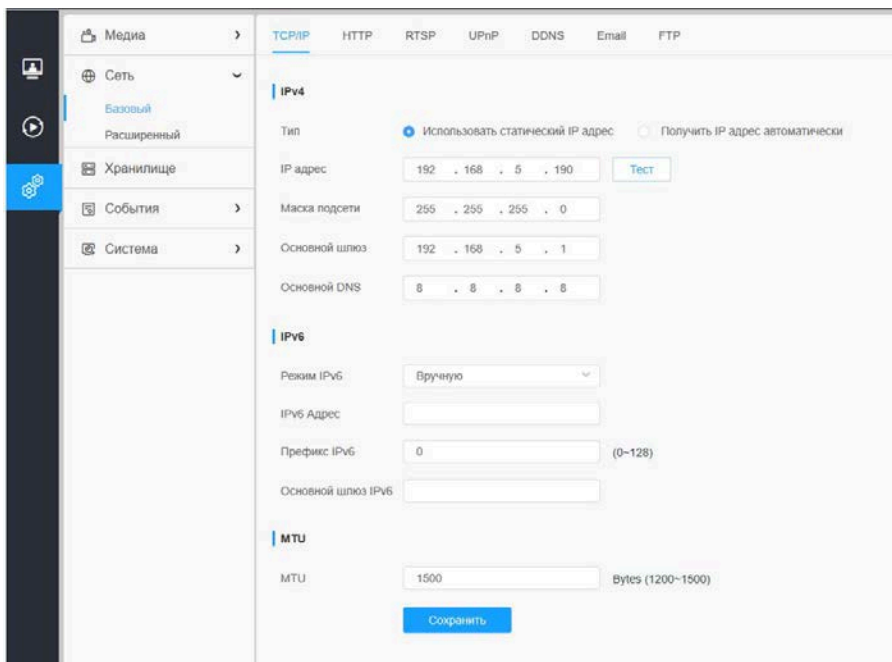 Медиа
Сеть
Базовый
Расширенный
Хранилище
События
Система
TCP/IP HTTP RTSP UPnP DDNS Email FTP
IPv4
Тип Использовать статический IP адрес Получить IP адрес автоматически
IP адрес 192 . 168 . 5 . 190 Тест
Маска подсети 255 . 255 . 255 . 0
Основной шлюз 192 . 168 . 5 . 1
Основной DNS 8 . 8 . 8 . 8
IPv6
Режим IPv6 Вручную
IPv6 Адрес
Префикс IPv6 0 (0~128)
Основной шлюз IPv6
MTU
MTU 1500 Bytes (1200~1500)
Сохранить